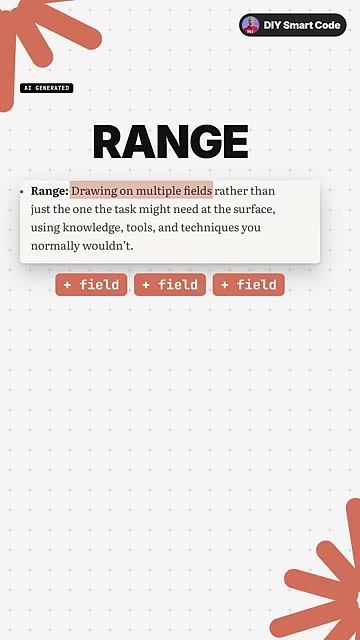 DIY Smart Code
AI GENERATED
RANGE
• Range: Drawing on multiple fields rather than
just the one the task might need at the surface,
using knowledge, tools, and techniques you
normally wouldn’t.
+ field + field + field